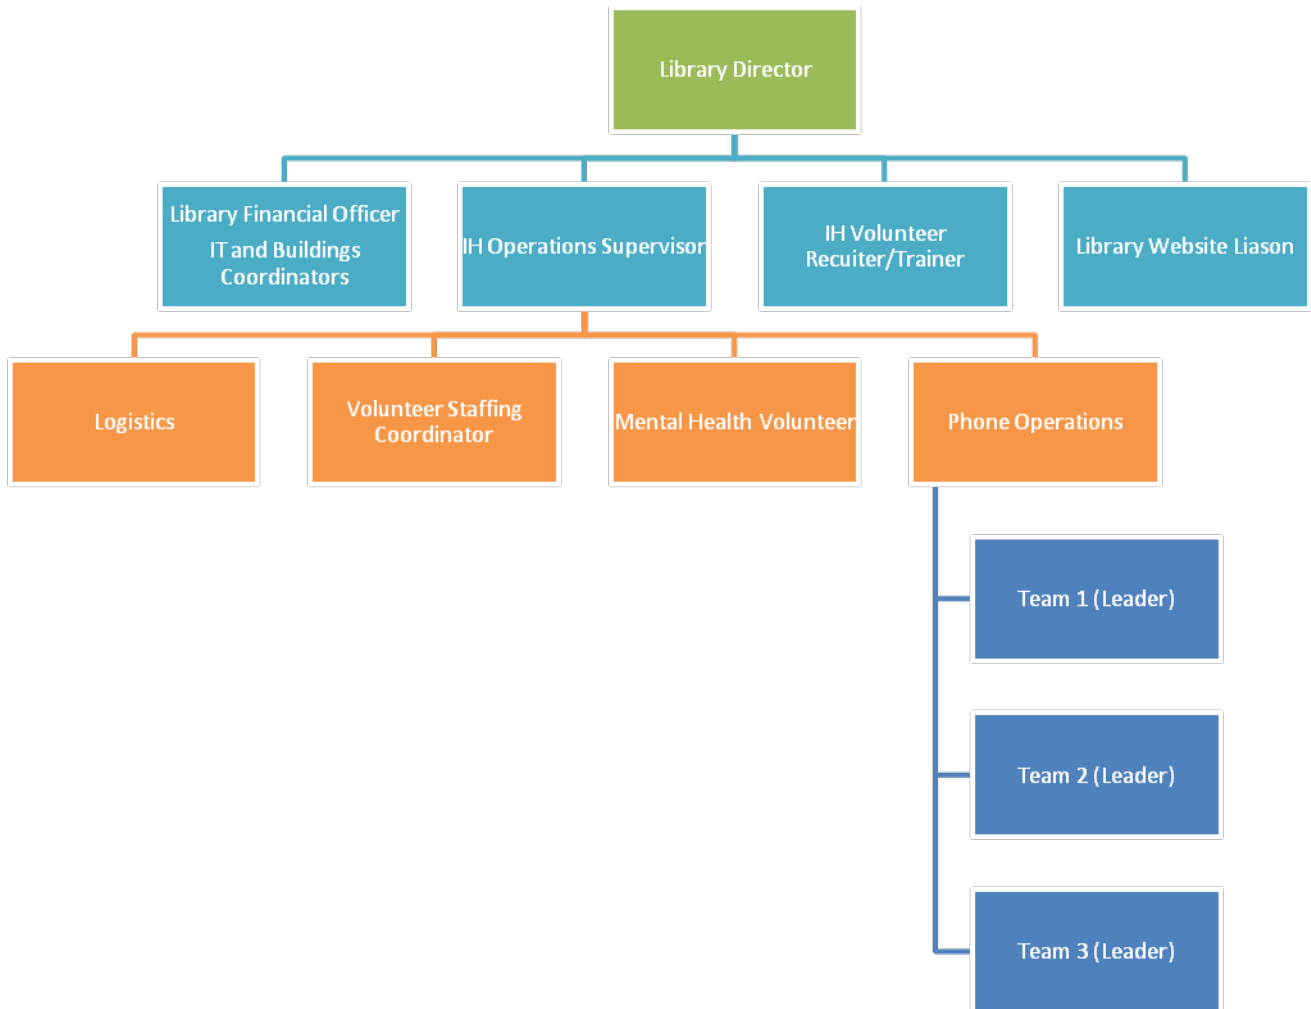 Library Director
Library Financial Officer
IT and Buildings
Coordinators
IH Operations Supervisor
IH Volunteer
Recuiter/Trainer
Library Website Liason
Logistics
Volunteer Staffing
Coordinator
Mental Health Volunteer
Phone Operations
Team 1 (Leader)
Team 2 (Leader)
Team 3 (Leader)